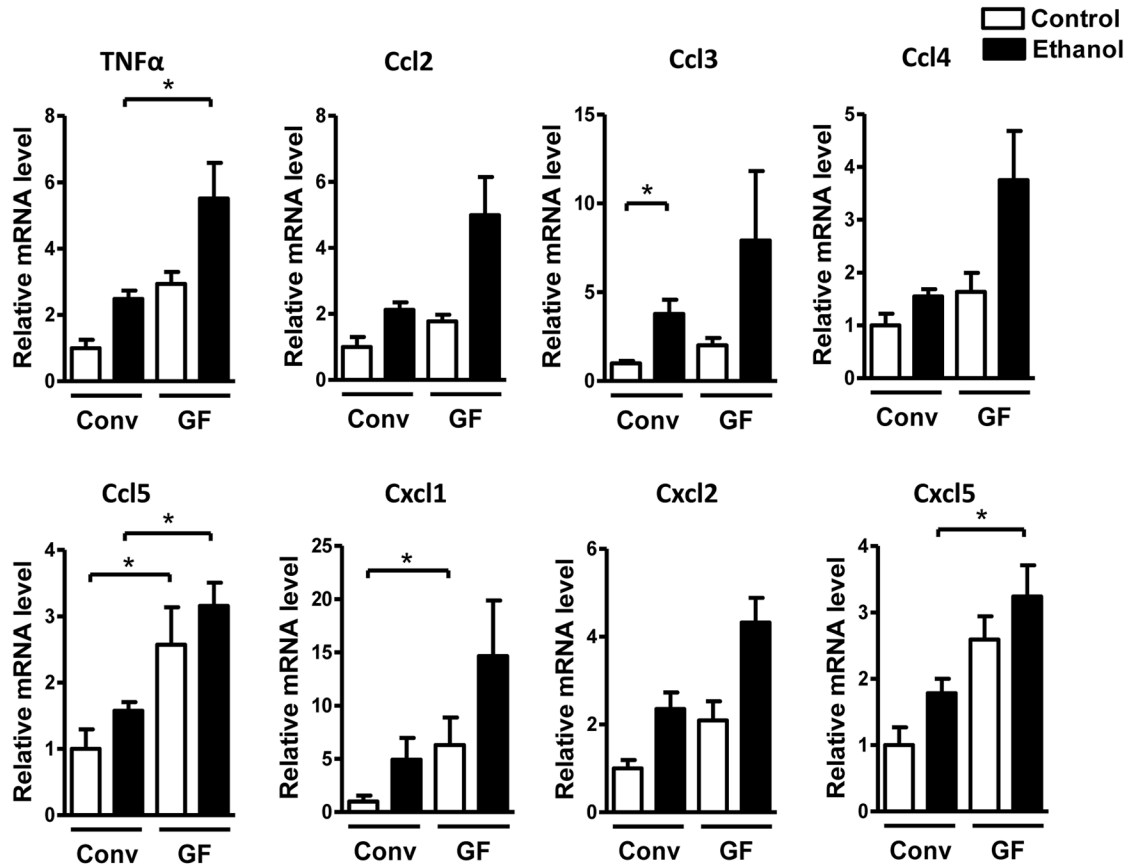 Control
Ethanol
TNFα
Ccl2
Ccl3
Ccl4
Relative mRNA level
8
6
4
2
0
*
Conv GF
Relative mRNA level
8
6
4
2
0
Conv GF
Relative mRNA level
15
10
5
0
*
Conv GF
Relative mRNA level
5
4
3
2
1
0
Conv GF
Ccl5
Cxcl1
Cxcl2
Cxcl5
Relative mRNA level
4
3
2
1
0
*
*
Conv GF
Relative mRNA level
25
20
15
10
5
0
*
Conv GF
Relative mRNA level
6
4
2
0
Conv GF
Relative mRNA level
4
3
2
1
0
*
Conv GF